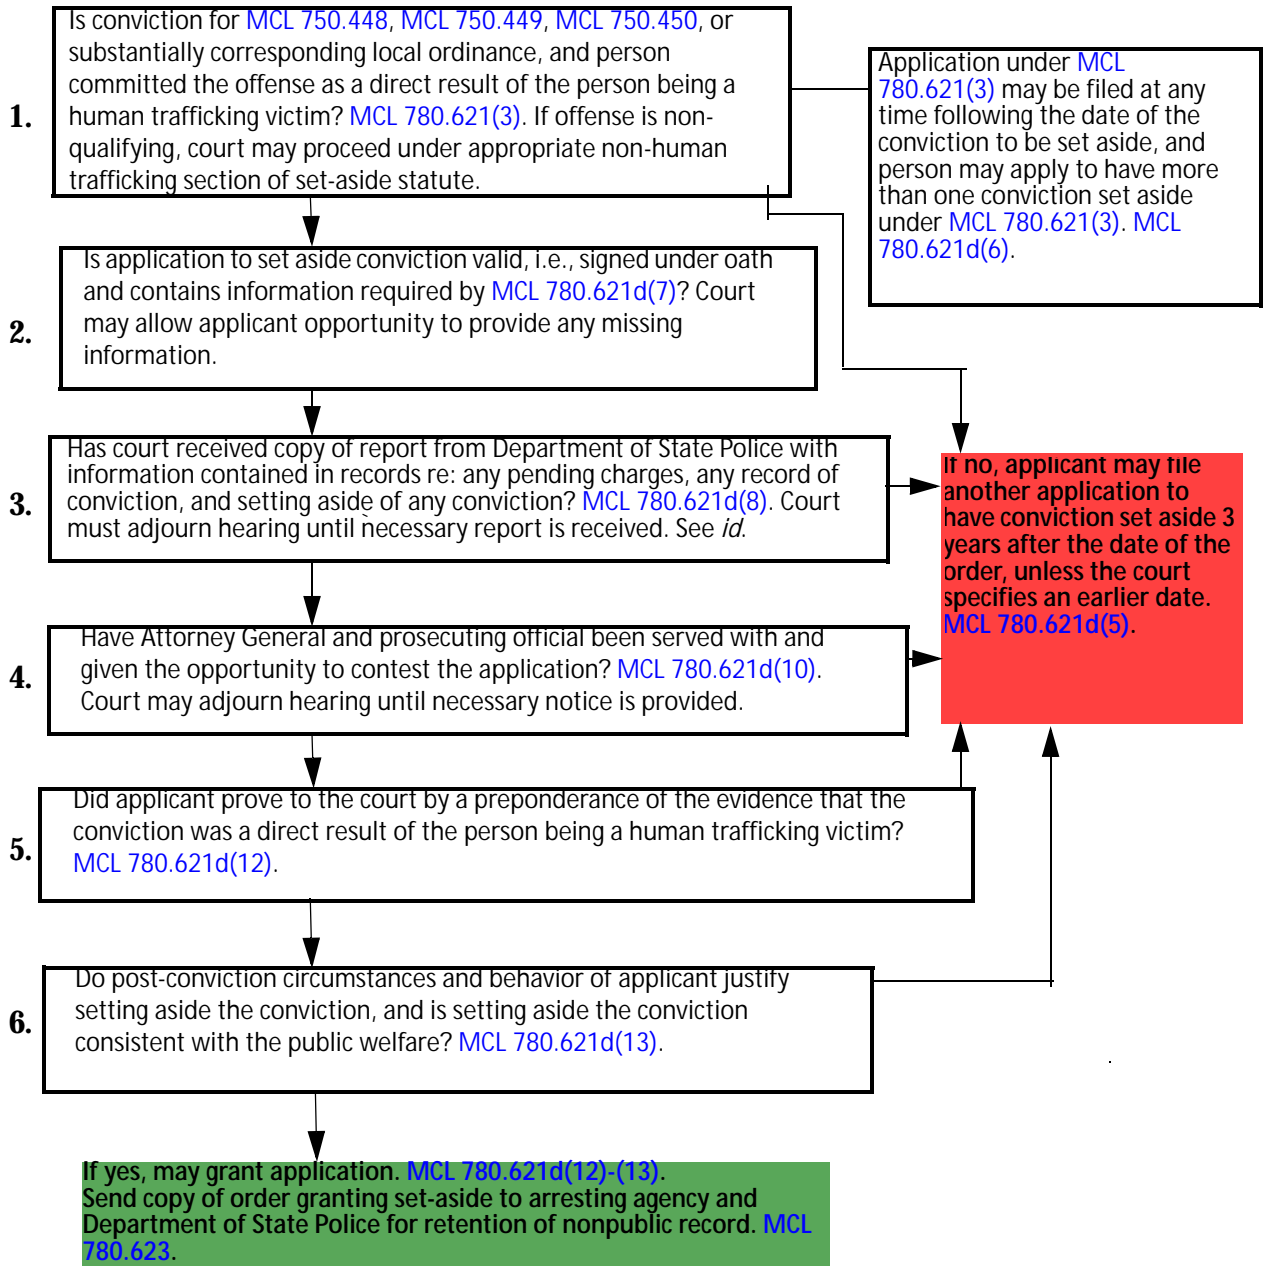 1.
Is conviction for MCL 750.448, MCL 750.449, MCL 750.450, or
substantially corresponding local ordinance, and person
committed the offense as a direct result of the person being a
human trafficking victim? MCL 780.621(3). If offense is non-
qualifying, court may proceed under appropriate non-human
trafficking section of set-aside statute.
Application under MCL
780.621(3) may be filed at any
time following the date of the
conviction to be set aside, and
person may apply to have more
than one conviction set aside
under MCL 780.621(3). MCL
780.621d(6).
2.
Is application to set aside conviction valid, i.e., signed under oath
and contains information required by MCL 780.621d(7)? Court
may allow applicant opportunity to provide any missing
information.
3.
Has court received copy of report from Department of State Police with
information contained in records re: any pending charges, any record of
conviction, and setting aside of any conviction? MCL 780.621d(8). Court
must adjourn hearing until necessary report is received. See id.
If no, applicant may file
another application to
have conviction set aside 3
years after the date of the
order, unless the court
specifies an earlier date.
MCL 780.621d(5).
4.
Have Attorney General and prosecuting official been served with and
given the opportunity to contest the application? MCL 780.621d(10).
Court may adjourn hearing until necessary notice is provided.
5.
Did applicant prove to the court by a preponderance of the evidence that the
conviction was a direct result of the person being a human trafficking victim?
MCL 780.621d(12).
6.
Do post-conviction circumstances and behavior of applicant justify
setting aside the conviction, and is setting aside the conviction
consistent with the public welfare? MCL 780.621d(13).
If yes, may grant application. MCL 780.621d(12)-(13).
Send copy of order granting set-aside to arresting agency and
Department of State Police for retention of nonpublic record. MCL
780.623.